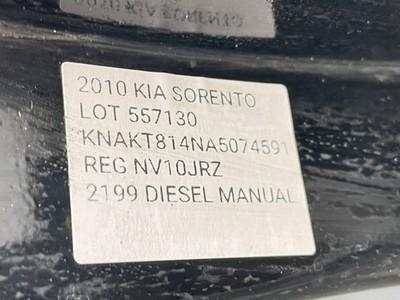 2010 KIA SORENTO
LOT 557130
KNAKT814NA5074591
REG NV10JRZ
2199 DIESEL MANUAL